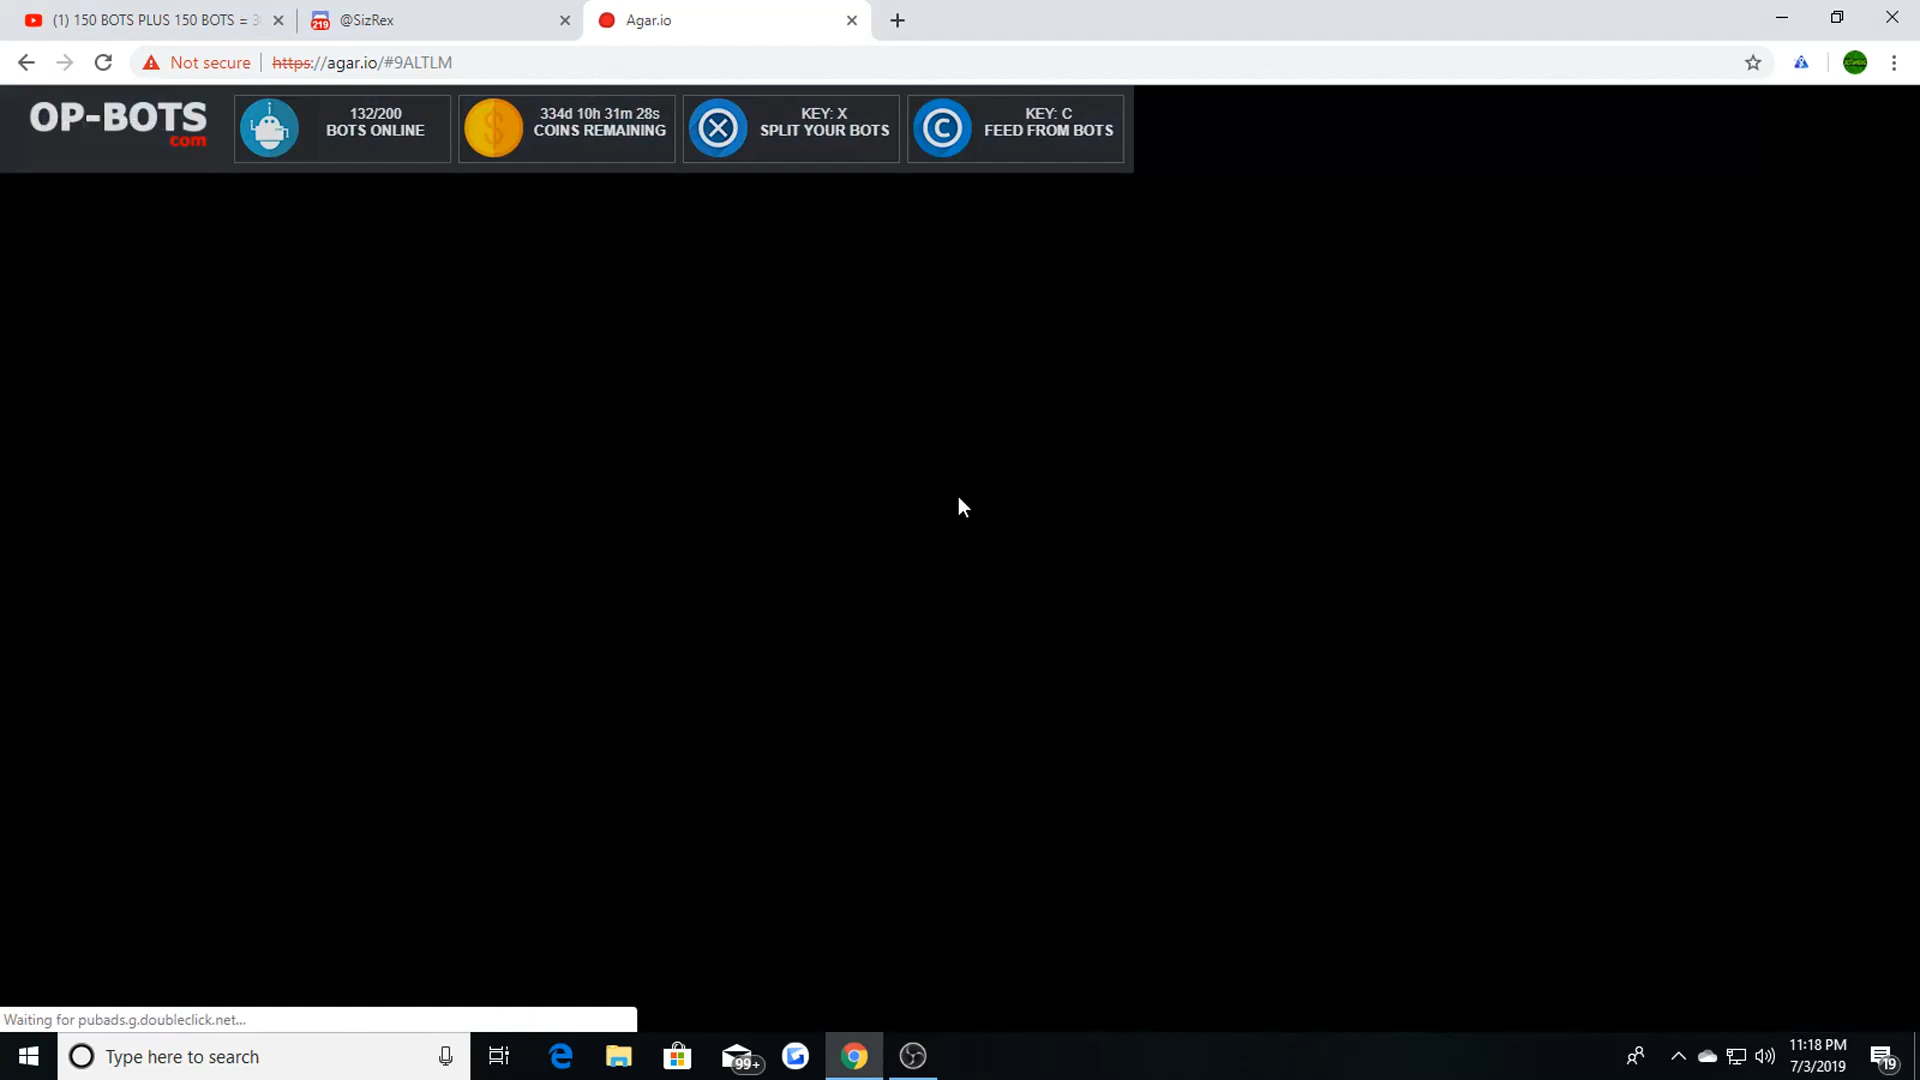 (1) 150 BOTS PLUS 150 BOTS = 3
@SizRex
Agar.io
Not secure
https://agar.io/#9ALTLM
OP-BOTS
com
132/200
BOTS ONLINE
334d 10h 31m 28s
COINS REMAINING
KEY: X
SPLIT YOUR BOTS
KEY: C
FEED FROM BOTS
Waiting for pubads.g.doubleclick.net...
Type here to search
99+
11:18 PM
7/3/2019
19
219